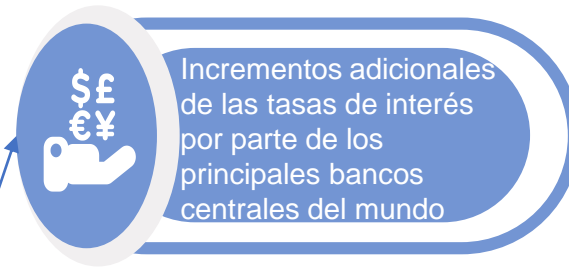 $£
€¥
Incrementos adicionales
de las tasas de interés
por parte de los
principales bancos
centrales del mundo